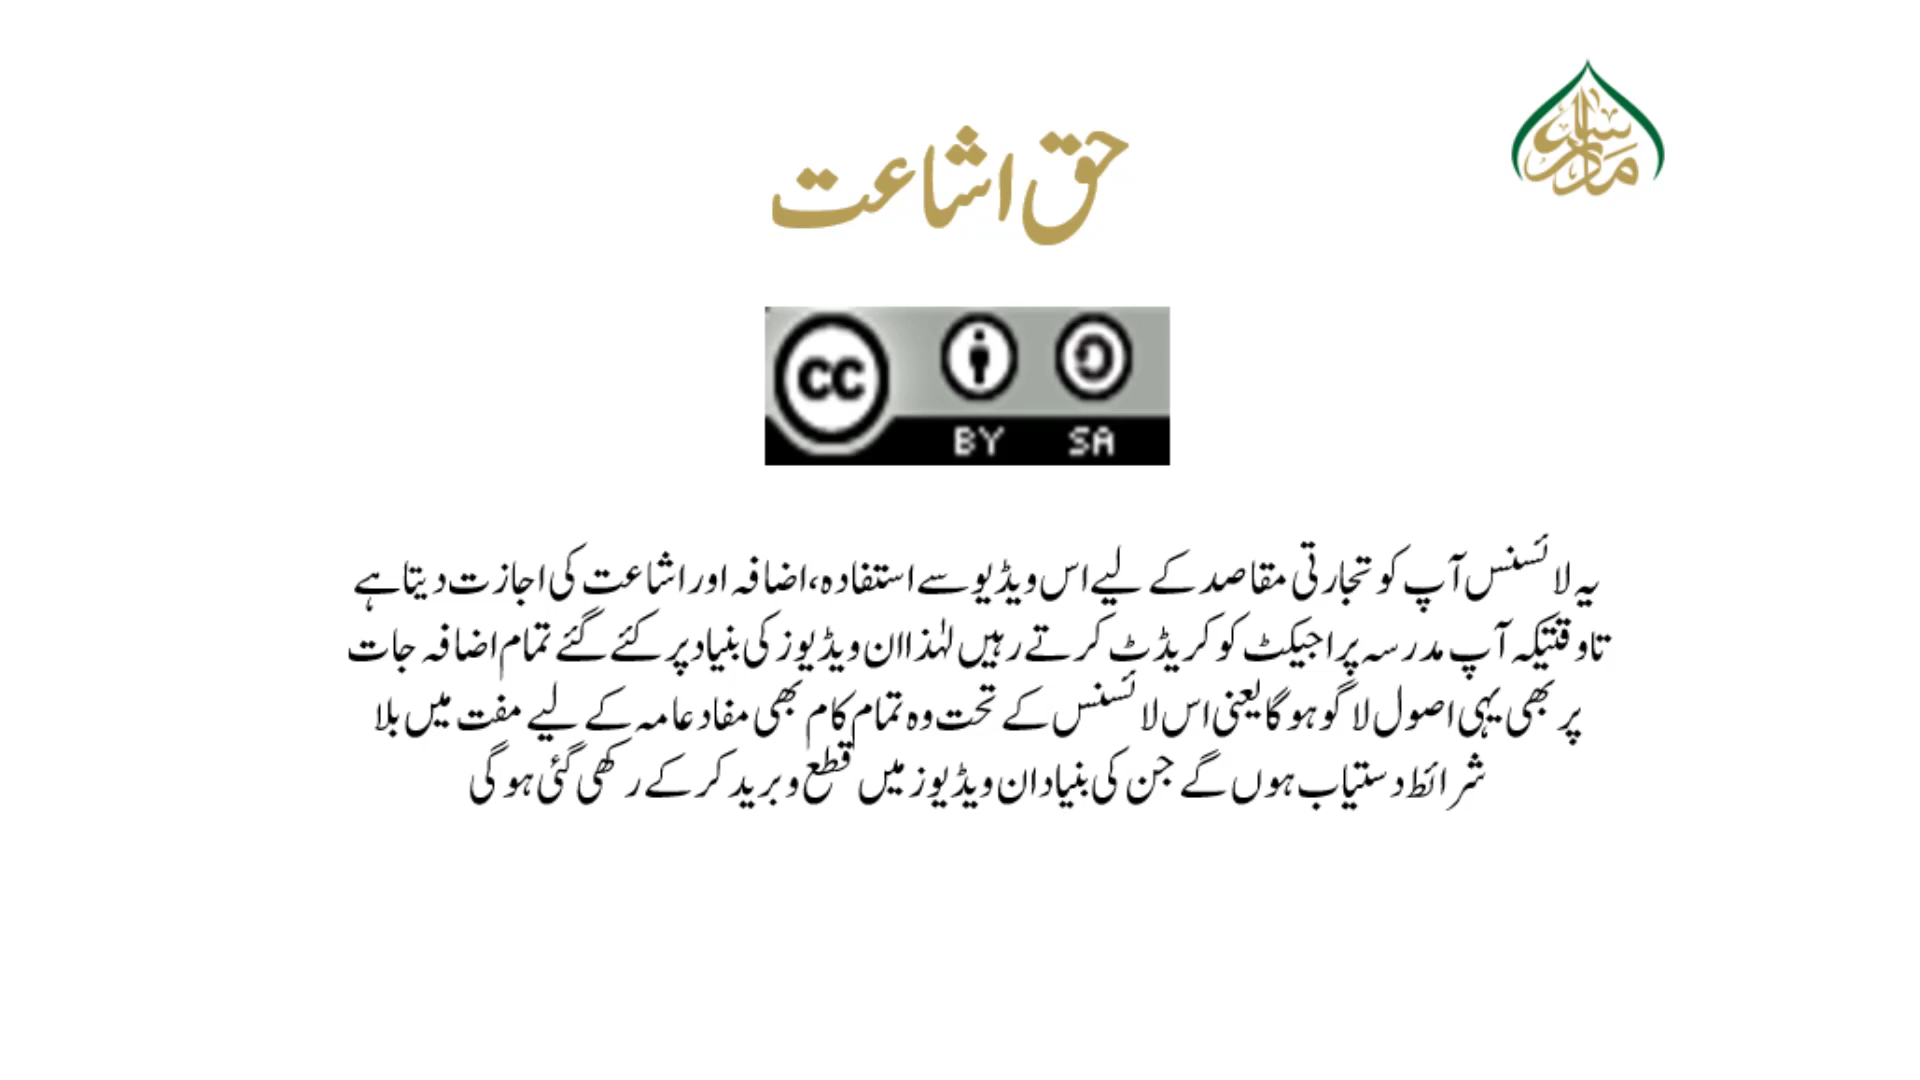 حق اشاعت
مدرسہ
cc
BY SA
یہ لائسنس آپ کو تجارتی مقاصد کے لیے اس ویڈیو سے استفادہ، اضافہ اور اشاعت کی اجازت دیتا ہے
تاوقتیکہ آپ مدرسہ پراجیکٹ کو کریڈٹ کرتے رہیں لہٰذا ان ویڈیوز کی بنیاد پر کئے گئے تمام اضافہ جات
پر بھی یہی اصول لاگو ہو گا یعنی اس لائسنس کے تحت وہ تمام کام بھی مفاد عامہ کے لیے مفت میں بلا
شرائط دستیاب ہوں گے جن کی بنیاد ان ویڈیوز میں قطع و برید کر کے رکھی گئی ہو گی